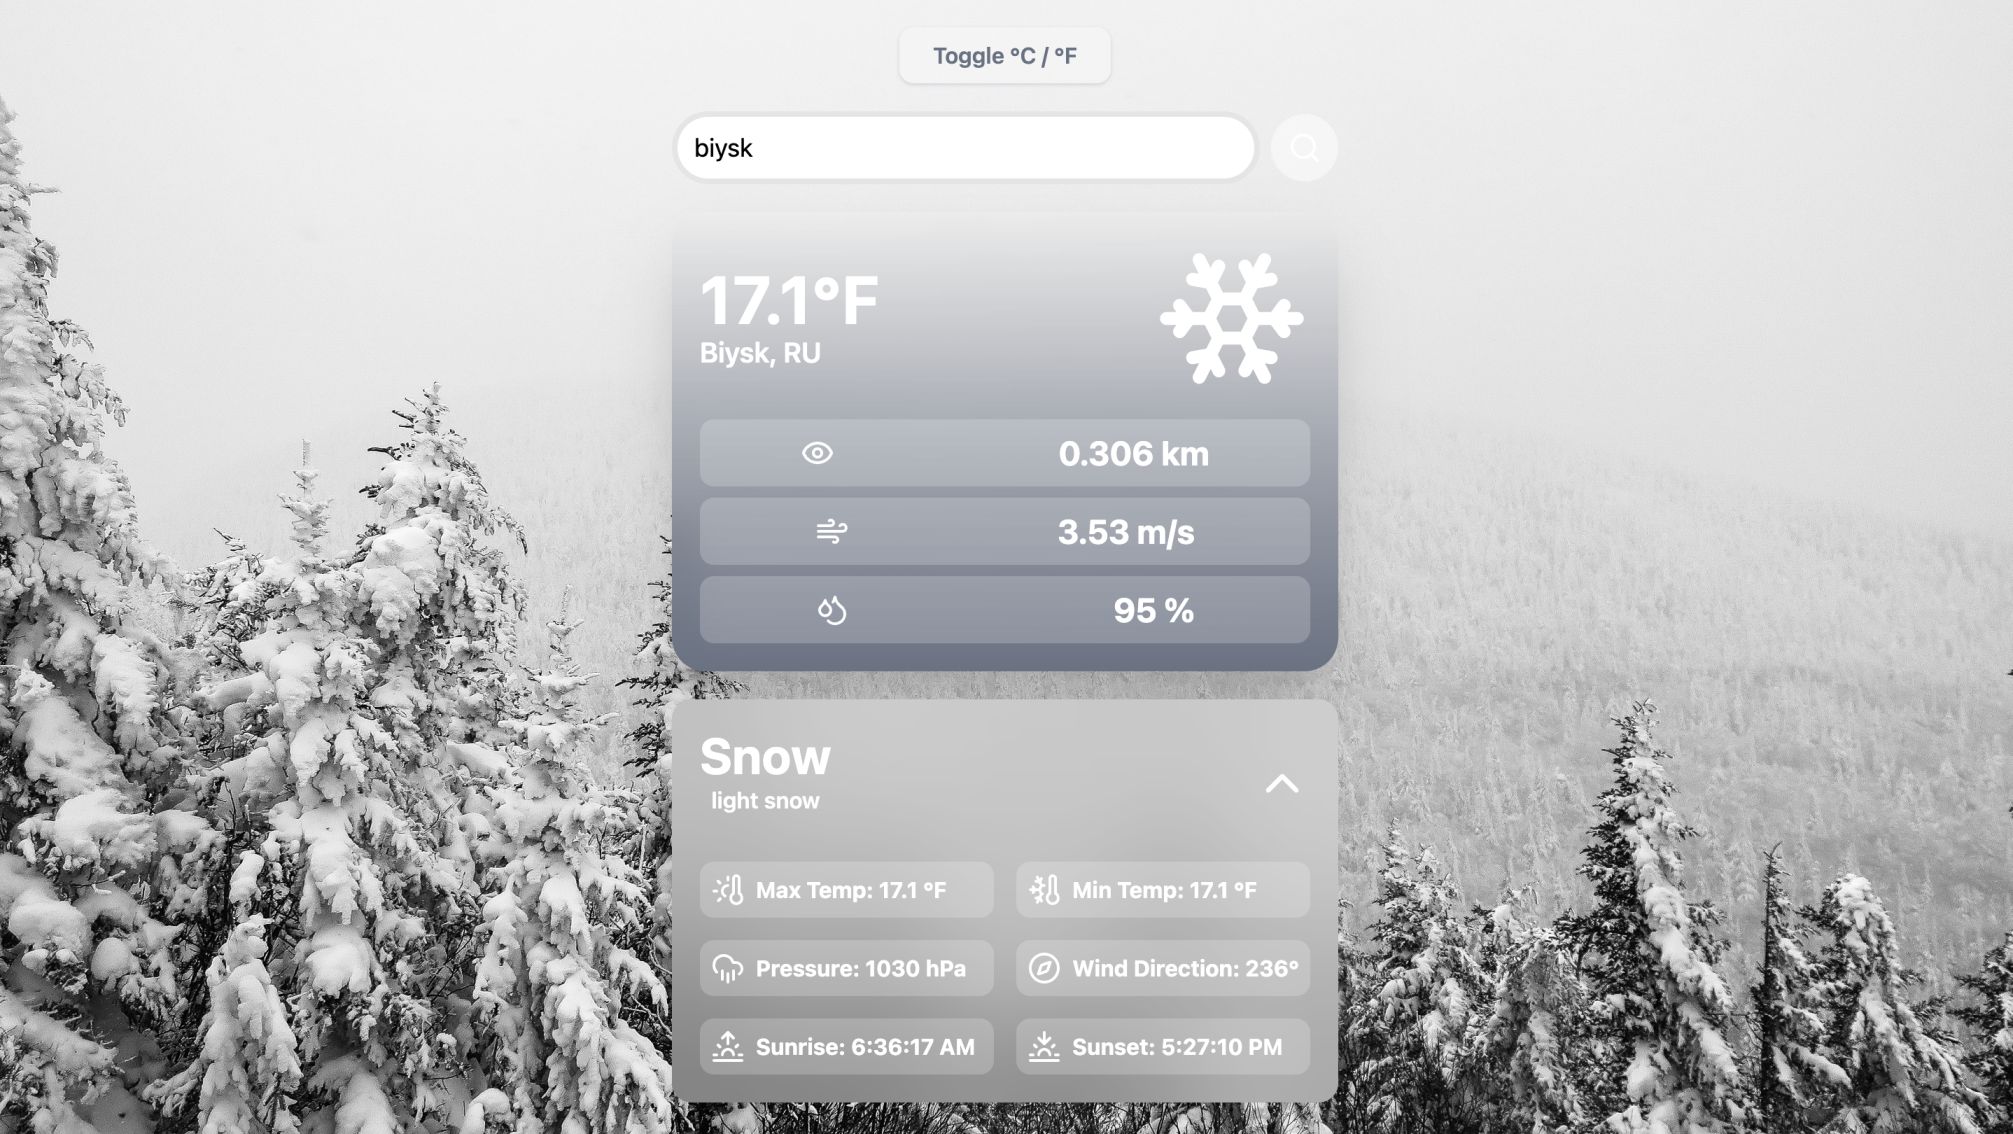 Toggle °C / °F
biysk
17.1°F
Biysk, RU
0.306 km
3.53 m/s
95 %
Snow
light snow
Max Temp: 17.1 °F
Min Temp: 17.1 °F
Pressure: 1030 hPa
Wind Direction: 236°
Sunrise: 6:36:17 AM
Sunset: 5:27:10 PM